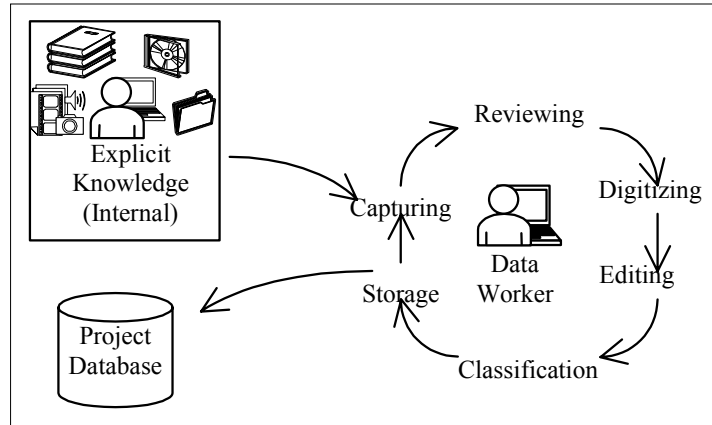 Explicit
Knowledge
(Internal)
Capturing
Reviewing
Digitizing
Editing
Classification
Storage
Data
Worker
Project
Database